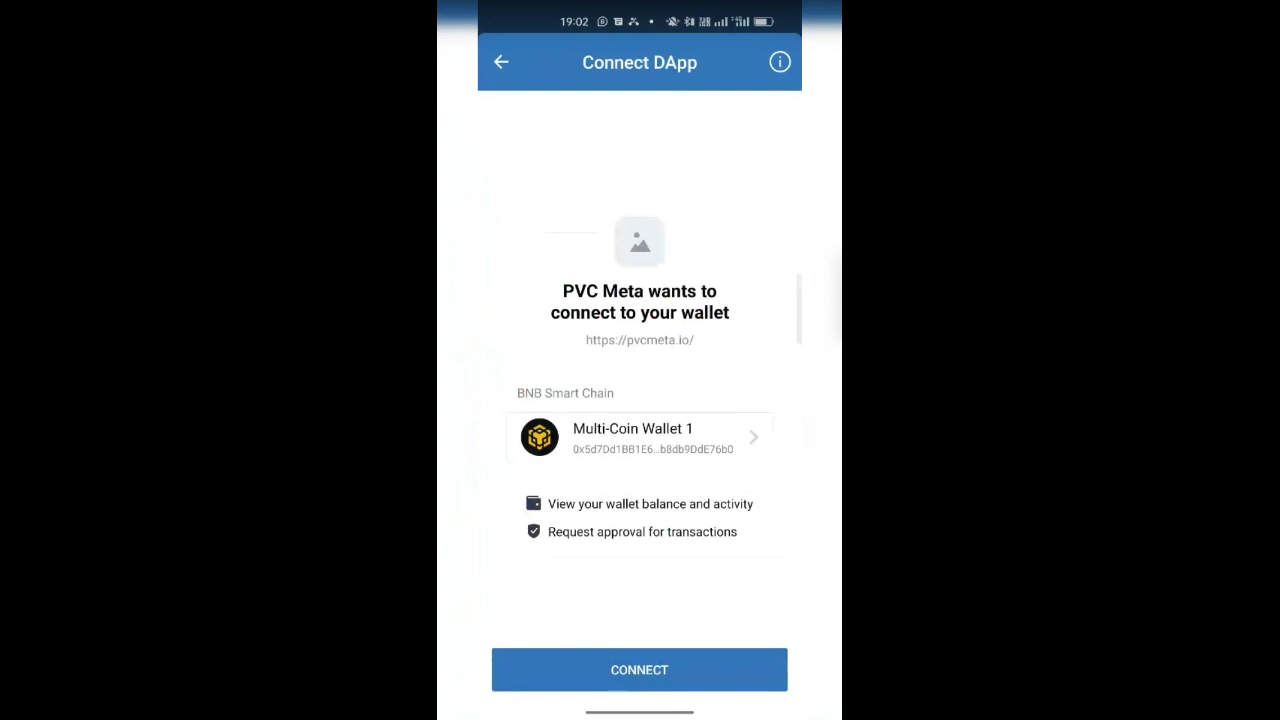 19:02
Connect DApp
PVC Meta wants to
connect to your wallet
https://pvcmeta.io/
BNB Smart Chain
Multi-Coin Wallet 1
0x5d7Dd1BB1E6...b8db9DdE76b0
View your wallet balance and activity
Request approval for transactions
CONNECT